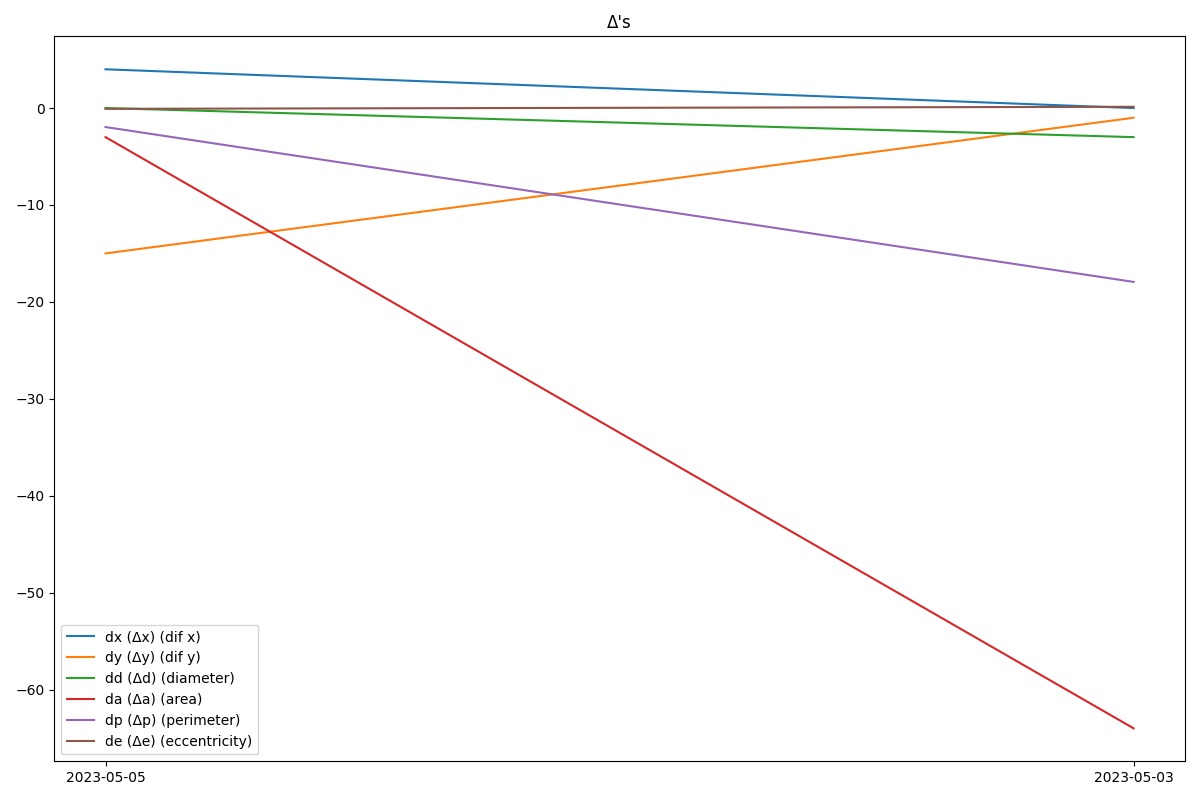 Δ's
0
−10
−20
−30
−40
−50
−60
dx (Δx) (dif x)
dy (Δy) (dif y)
dd (Δd) (diameter)
da (Δa) (area)
dp (Δp) (perimeter)
de (Δe) (eccentricity)
2023-05-05
2023-05-03